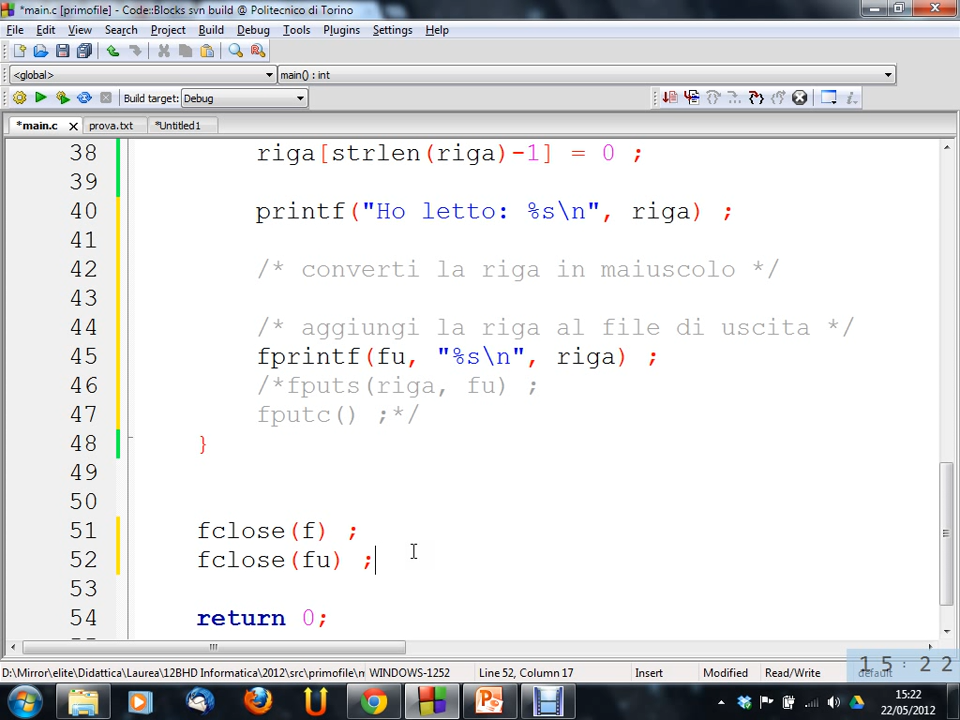 *main.c [primofile] - Code::Blocks svn build @ Politecnico di Torino
File Edit View Search Project Build Debug Tools Plugins Settings Help
<global> main() : int
Build target: Debug
*main.c prova.txt *Untitled1
38 riga[strlen(riga)-1] = 0 ;
39
40 printf("Ho letto: %s\n", riga) ;
41
42 /* converti la riga in maiuscolo */
43
44 /* aggiungi la riga al file di uscita */
45 fprintf(fu, "%s\n", riga) ;
46 /*fputs(riga, fu) ;
47 fputc() ;*/
48 }
49
50
51 fclose(f) ;
52 fclose(fu) ;
53
54 return 0;
D:\Mirror\elite\Didattica\Laurea\12BHD Informatica\2012\src\primofile\m WINDOWS-1252 Line 52, Column 17 Insert Modified Read/Write default
15:22
15:22
22/05/2012